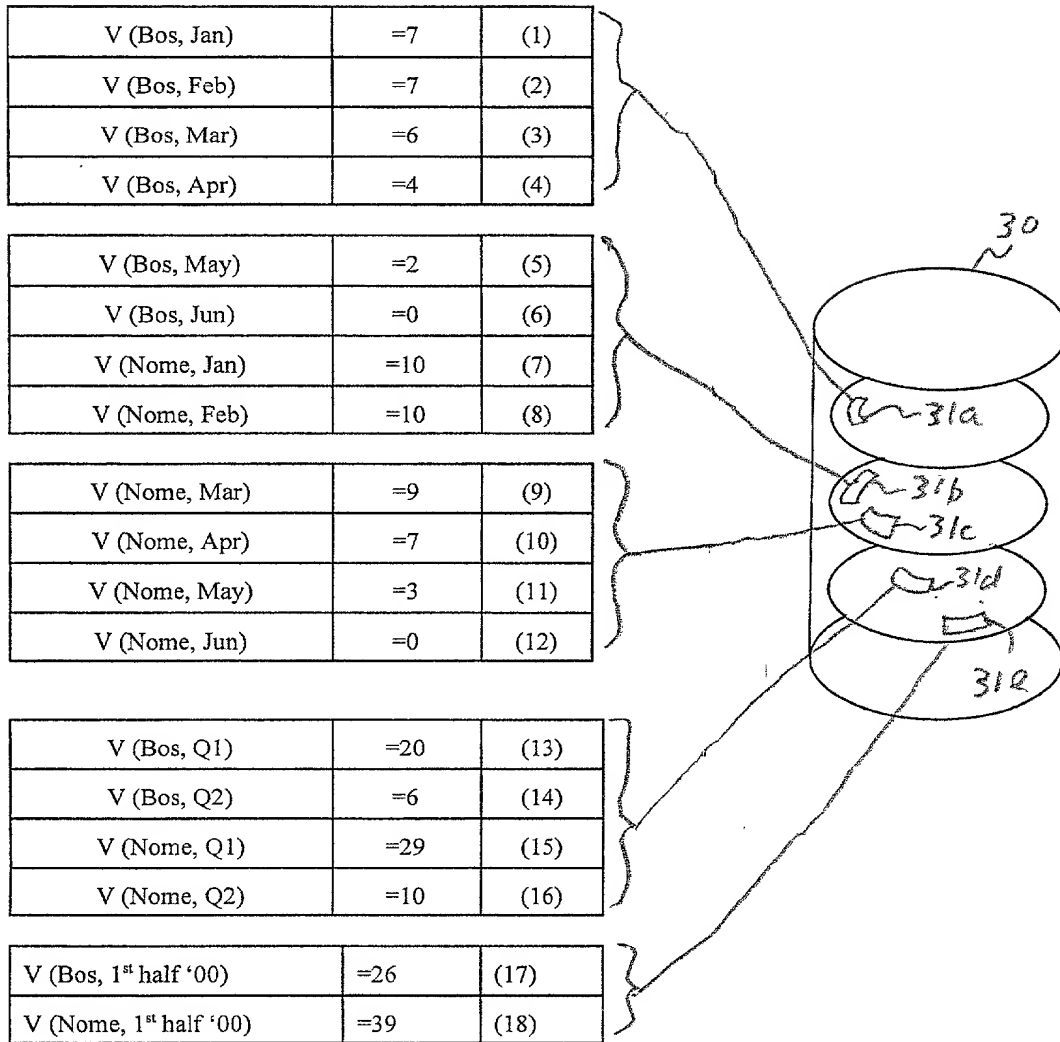 V (Bos, Jan) =7 (1)
V (Bos, Feb) =7 (2)
V (Bos, Mar) =6 (3)
V (Bos, Apr) =4 (4)
V (Bos, May) =2 (5)
V (Bos, Jun) =0 (6)
V (Nome, Jan) =10 (7)
V (Nome, Feb) =10 (8)
V (Nome, Mar) =9 (9)
V (Nome, Apr) =7 (10)
V (Nome, May) =3 (11)
V (Nome, Jun) =0 (12)
V (Bos, Q1) =20 (13)
V (Bos, Q2) =6 (14)
V (Nome, Q1) =29 (15)
V (Nome, Q2) =10 (16)
V (Bos, 1st half ‘00) =26 (17)
V (Nome, 1st half ‘00) =39 (18)
30
31a
31b
31c
31d
31e